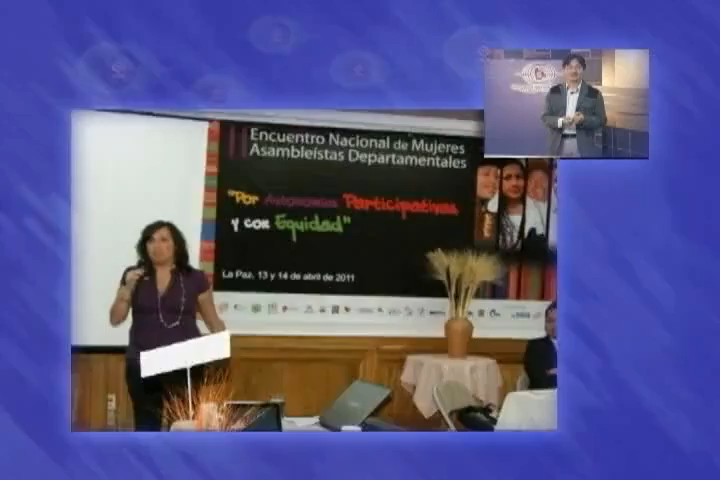 Encuentro Nacional de Mujeres
Asambleístas Departamentales
"Por Autonomías Participativas
y con Equidad"
La Paz, 13 y 14 de abril de 2011